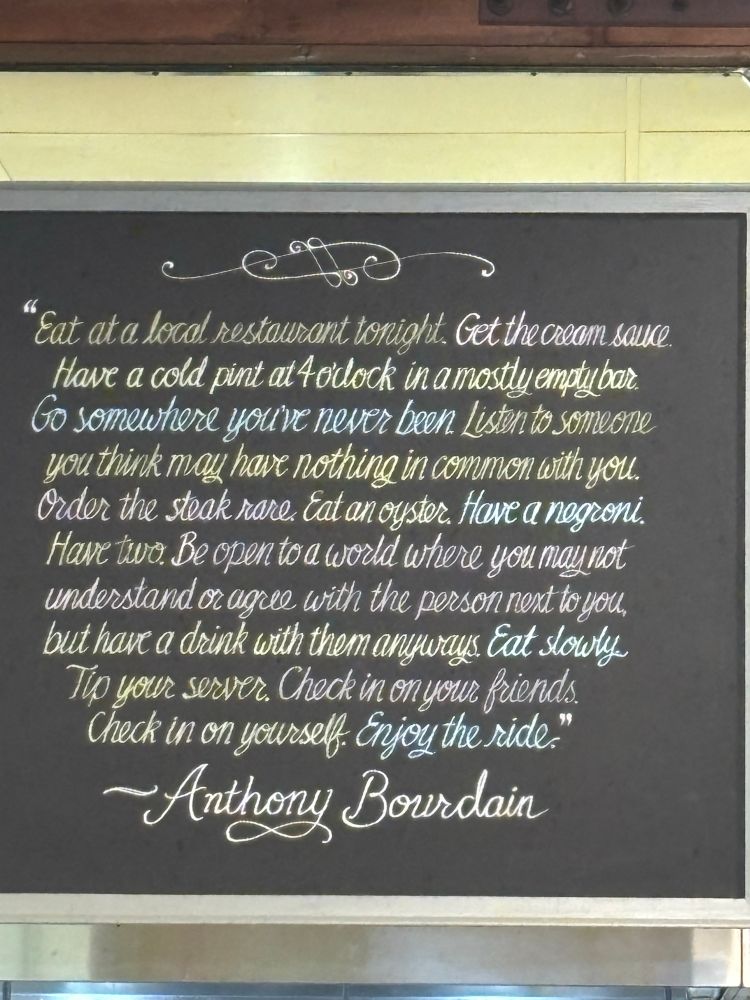 “Eat at a local restaurant tonight. Get the cream sauce.
Have a cold pint at 4 o'clock in a mostly empty bar.
Go somewhere you've never been. Listen to someone
you think may have nothing in common with you.
Order the steak rare. Eat an oyster. Have a negroni.
Have two. Be open to a world where you may not
understand or agree with the person next to you,
but have a drink with them anyways. Eat slowly.
Tip your server. Check in on your friends.
Check in on yourself. Enjoy the ride.”
~Anthony Bourdain